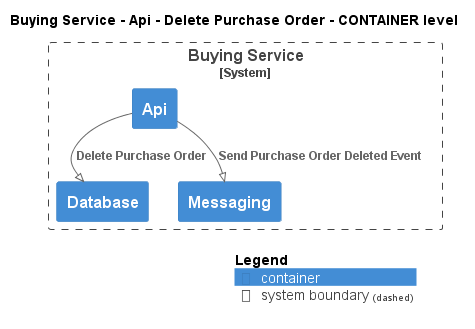 Buying Service - Api - Delete Purchase Order - CONTAINER level
Buying Service
[System]
Api
Delete Purchase Order
Send Purchase Order Deleted Event
Database
Messaging
Legend
container
system boundary (dashed)